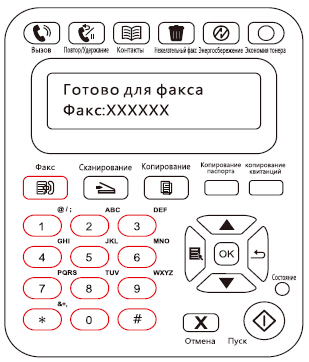 Вызов Повтор/Удержание Контакты Нежелательный факс Энергосбережение Экономия тонера
Готово для факса
Факс:XXXXXX
Факс Сканирование Копирование Копирование паспорта копирование квитанций
@/; ABC DEF
1 2 3
GHI JKL MNO
4 5 6
OK
PQRS TUV WXYZ
7 8 9
Состояние
&+,
* 0 #
X
Отмена Пуск